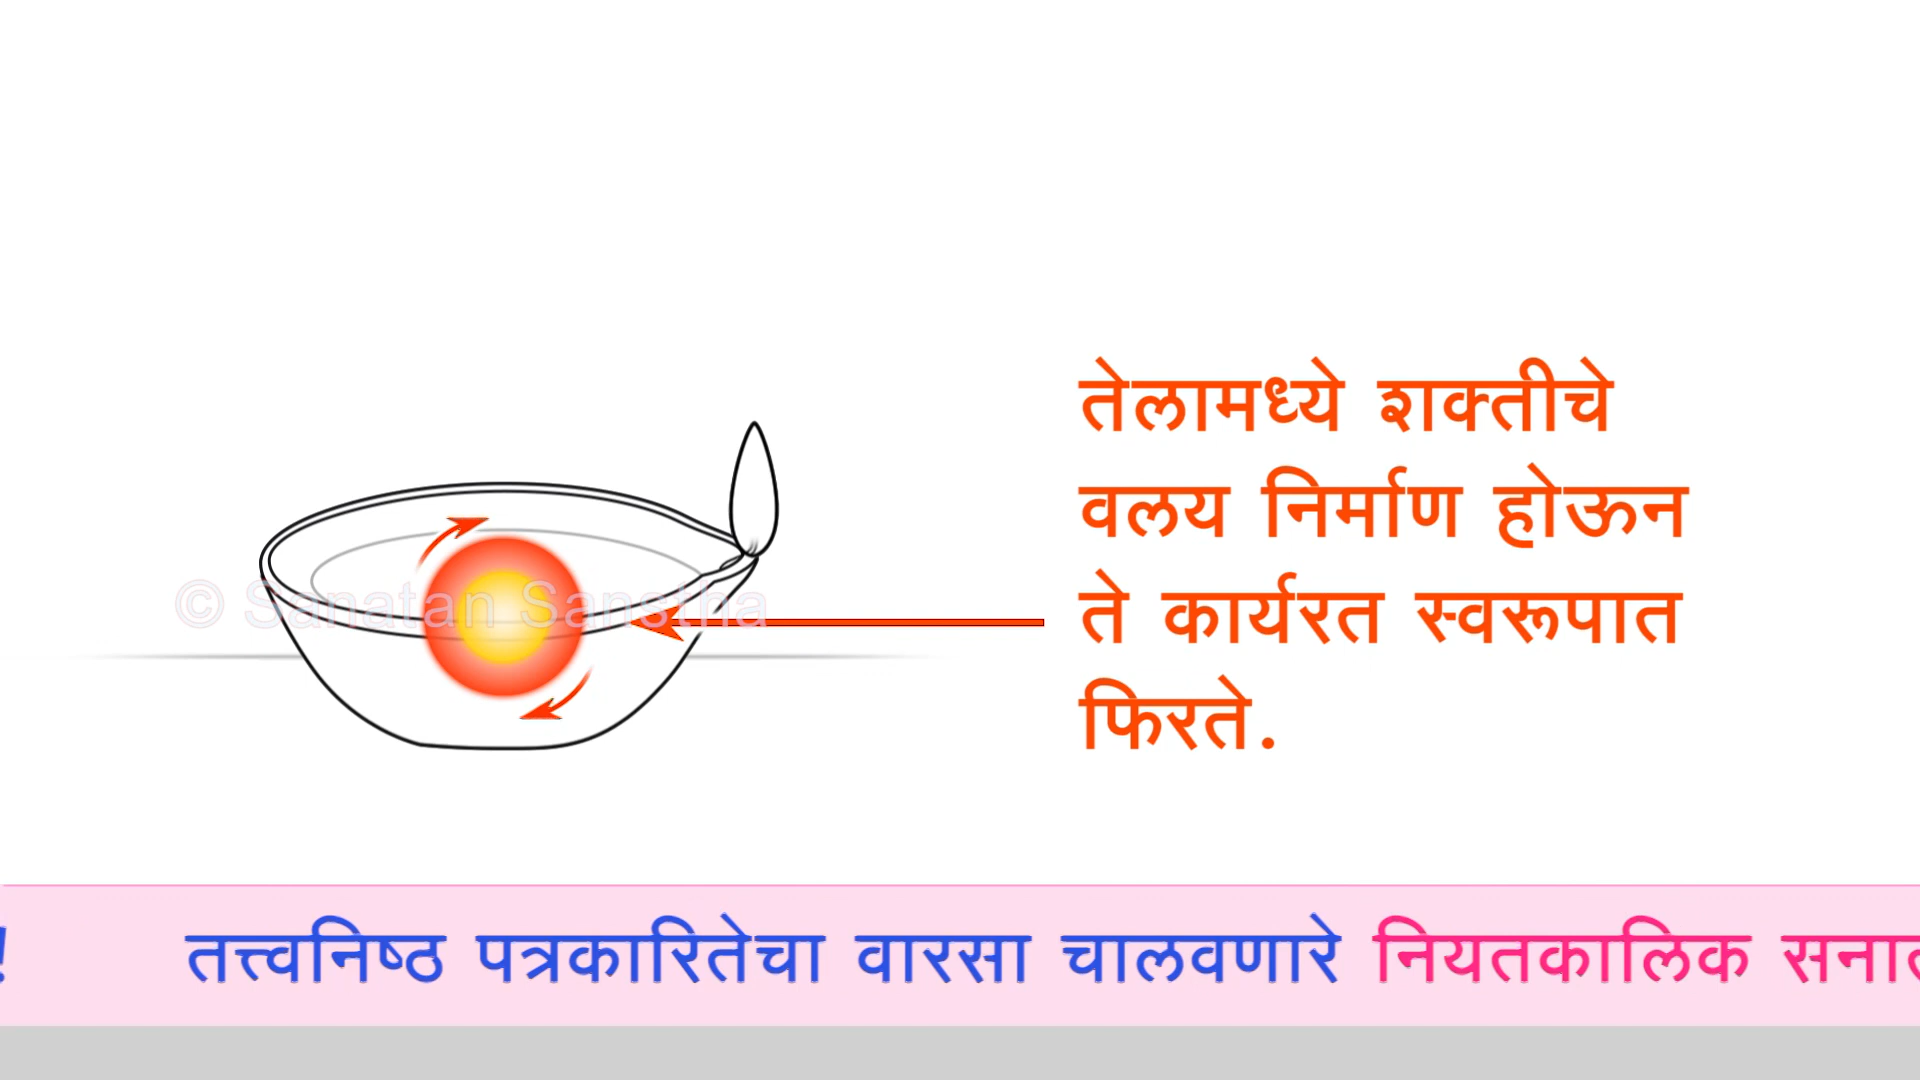 तेलामध्ये शक्तीचे
वलय निर्माण होऊन
ते कार्यरत स्वरूपात
फिरते.
© Sanatan Sanstha
! तत्त्वनिष्ठ पत्रकारितेचा वारसा चालवणारे नियतकालिक